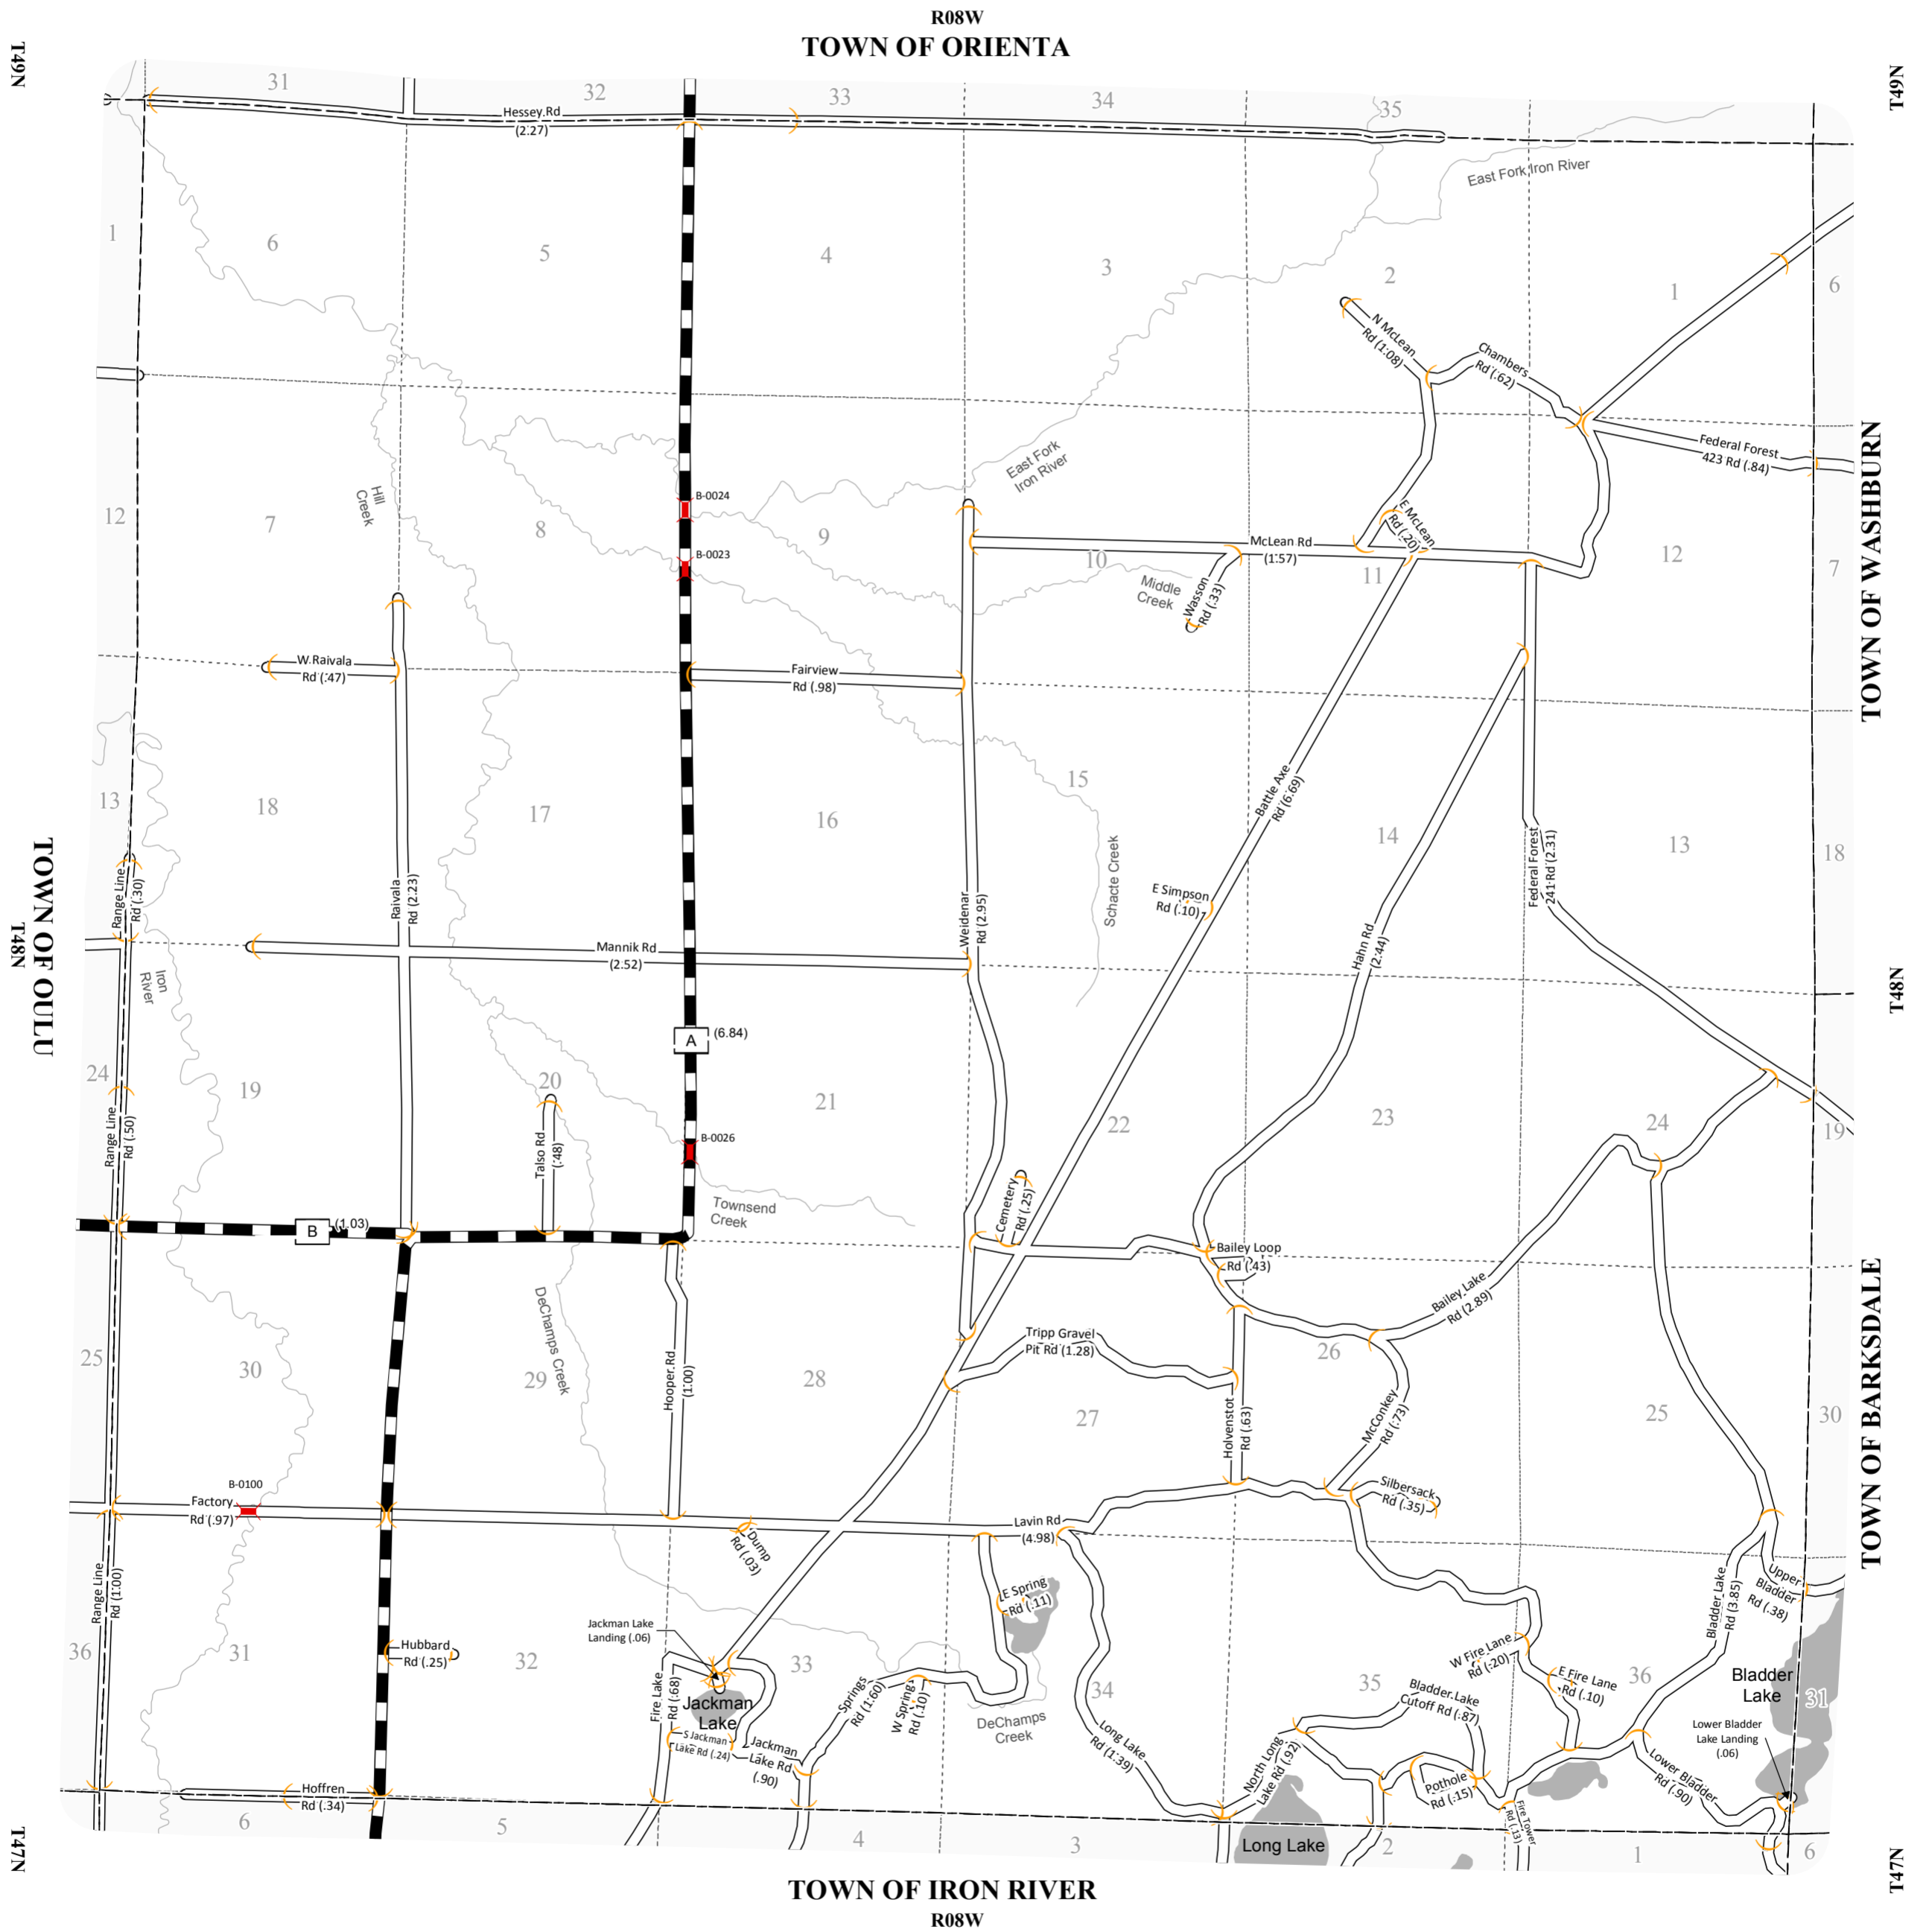 R08W
TOWN OF ORIENTA
T49N
T49N
31
32
33
34
35
Hessey Rd
(2.27)
East Fork Iron River
1
6
5
4
3
2
1
6
N McLean
Rd (1.08)
Chambers
Rd (.62)
Federal Forest
423 Rd (.84)
TOWN OF WASHBURN
East Fork
Iron River
Hill
Creek
B-0024
B-0023
12
7
8
9
10
11
12
7
McLean Rd
(1.57)
E McLean
Rd (.20)
Middle
Creek
Wasson
Rd (.33)
W Raivala
Rd (.47)
Fairview
Rd (.98)
13
18
17
16
15
14
13
18
Battle Axe
Rd (6.69)
Schacte Creek
E Simpson
Rd (.10)
Federal Forest
241 Rd (2.31)
Hahn Rd
(2.44)
TOWN OF OULU
T48N
T48N
Range Line
Rd (.30)
Raivala
Rd (2.23)
Weidenar
Rd (2.95)
Mannik Rd
(2.52)
Iron
River
A
(6.84)
24
19
20
21
22
23
24
19
Range Line
Rd (.50)
Talso Rd
(.48)
B-0026
Townsend
Creek
Cemetery
Rd (.25)
B
(1.03)
Bailey Loop
Rd (.43)
Bailey Lake
Rd (2.89)
TOWN OF BARKSDALE
DeChamps Creek
Tripp Gravel
Pit Rd (1.28)
25
30
29
28
27
26
25
30
Hooper Rd
(1.00)
Holvenstot
Rd (.63)
McConkey
Rd (.73)
Silbersack
Rd (.35)
B-0100
Factory
Rd (.97)
Lavin Rd
(4.98)
Dump
Rd (.03)
Range Line
Rd (1.00)
E Spring
Rd (.11)
Bladder Lake
Rd (3.85)
Upper
Bladder
Rd (.38)
Jackman Lake
Landing (.06)
Hubbard
Rd (.25)
36
31
32
33
34
35
36
31
W Fire Lane
Rd (.20)
E Fire Lane
Rd (.10)
Bladder
Lake
Fire Lake
Rd (.68)
Jackman
Lake
Springs
Rd (1.60)
W Spring
Rd (.10)
DeChamps
Creek
Bladder Lake
Cutoff Rd (.87)
Lower Bladder
Lake Landing
(.06)
S Jackman
Lake Rd (.24)
Jackman
Lake Rd
(.90)
Long Lake
Rd (1.39)
North Long
Lake Rd (.92)
Pothole
Rd (.15)
Lower Bladder
Rd (.90)
Fire Tower
Rd (.13)
Hoffren
Rd (.34)
6
5
4
3
2
1
6
Long Lake
T47N
T47N
TOWN OF IRON RIVER
R08W